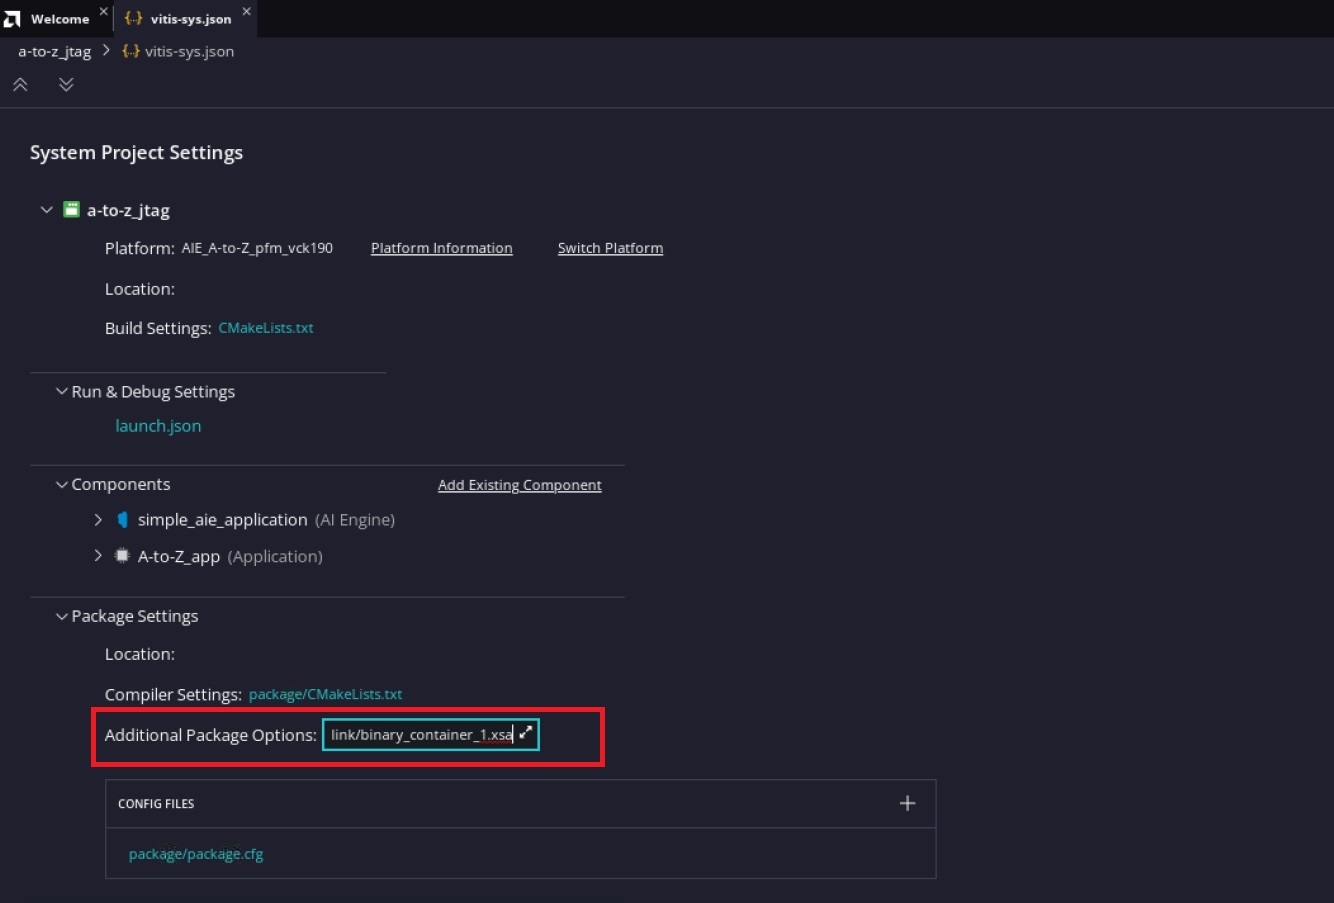 Welcome
{..} vitis-sys.json
a-to-z_jtag > {..} vitis-sys.json
System Project Settings
a-to-z_jtag
Platform: AIE_A-to-Z_pfm_vck190 Platform Information Switch Platform
Location:
Build Settings: CMakeLists.txt
Run & Debug Settings
launch.json
Components Add Existing Component
simple_aie_application (AI Engine)
A-to-Z_app (Application)
Package Settings
Location:
Compiler Settings: package/CMakeLists.txt
Additional Package Options: link/binary_container_1.xsa
CONFIG FILES
package/package.cfg